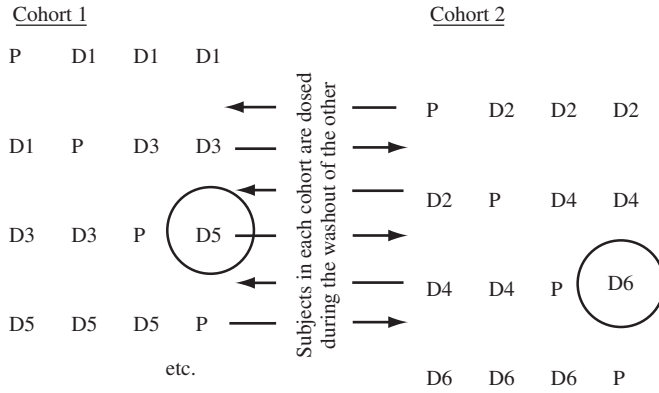 Cohort 1
P D1 D1 D1
D1 P D3 D3
D3 D3 P D5
D5 D5 D5 P
etc.
Subjects in each cohort are dosed
during the washout of the other
Cohort 2
P D2 D2 D2
D2 P D4 D4
D4 D4 P D6
D6 D6 D6 P